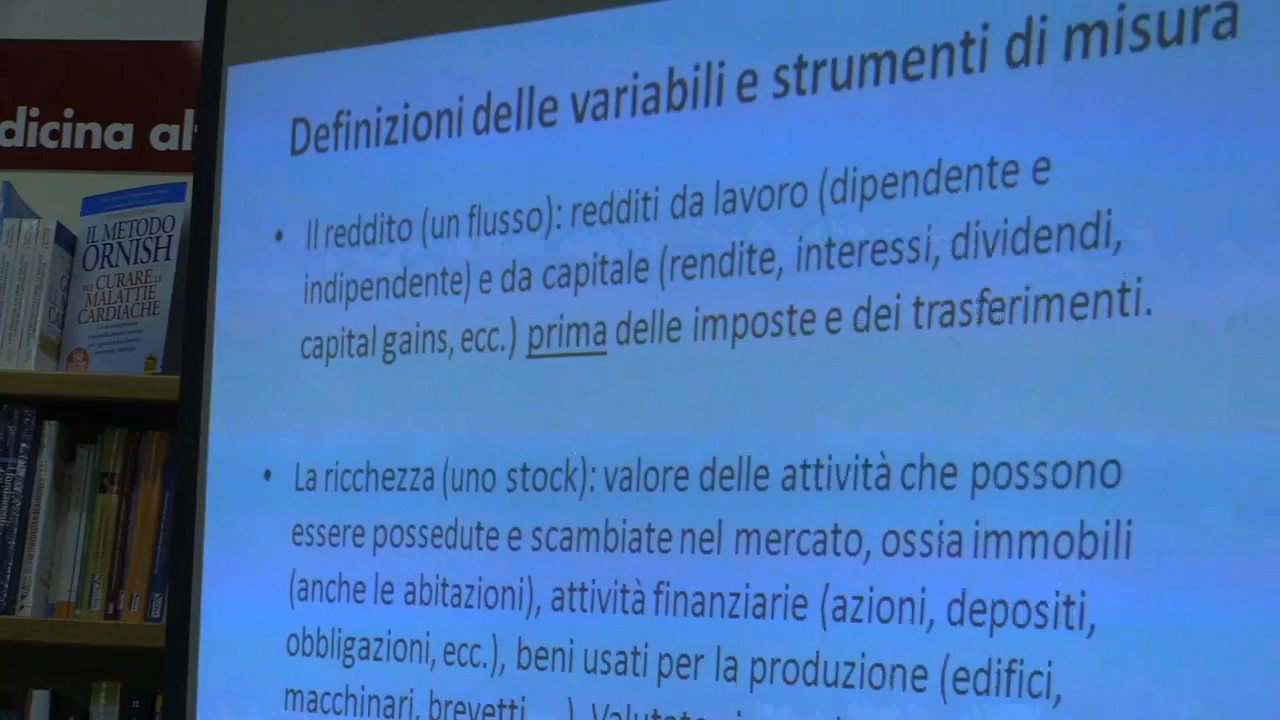 Definizioni delle variabili e strumenti di misura
• Il reddito (un flusso): redditi da lavoro (dipendente e
indipendente) e da capitale (rendite, interessi, dividendi,
capital gains, ecc.) prima delle imposte e dei trasferimenti.
• La ricchezza (uno stock): valore delle attività che possono
essere possedute e scambiate nel mercato, ossia immobili
(anche le abitazioni), attività finanziarie (azioni, depositi,
obbligazioni, ecc.), beni usati per la produzione (edifici,
macchinari, brevetti
dicina al
IL METODO
ORNISH
PER CURARE LE
MALATTIE
CARDIACHE